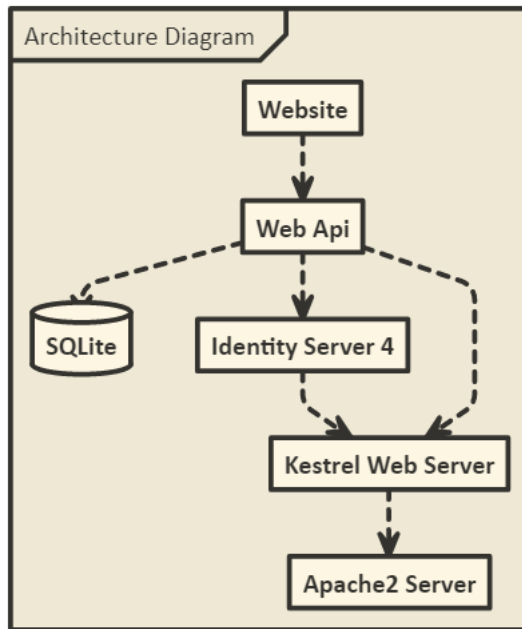 Architecture Diagram
Website
Web Api
SQLite
Identity Server 4
Kestrel Web Server
Apache2 Server